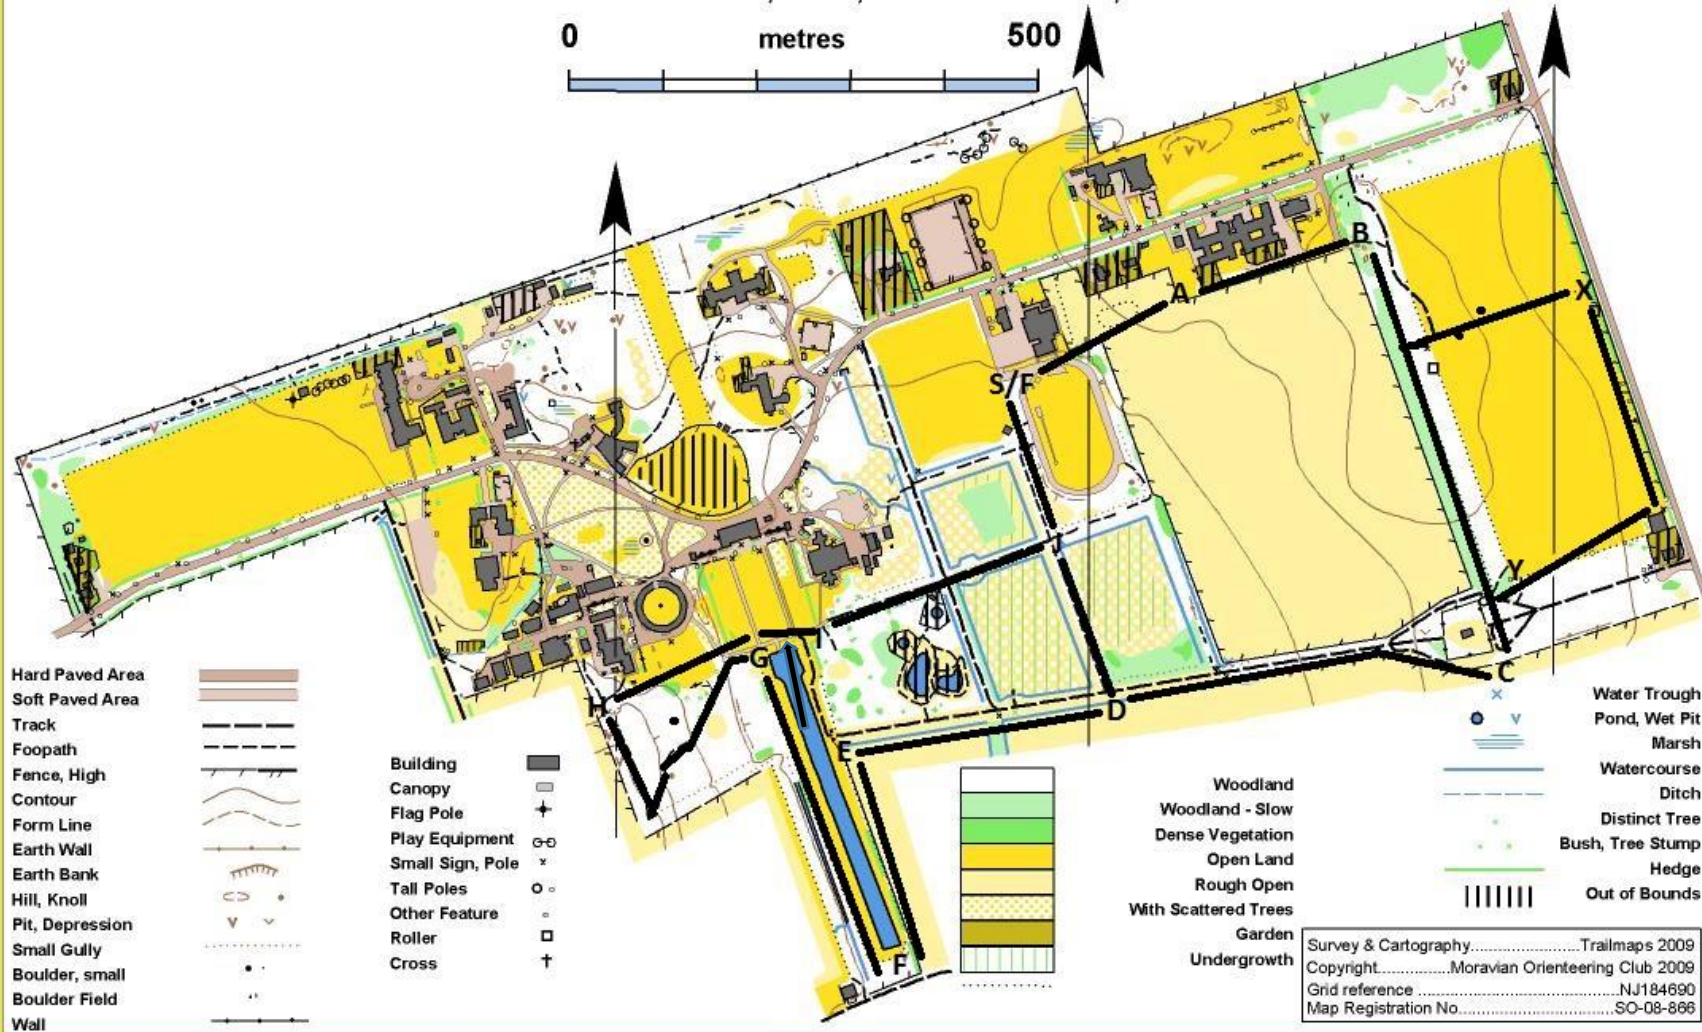 0 metres 500
B
X
A
S/F
J
Y
I
G
C
H
D
E
F
Hard Paved Area
Soft Paved Area
Track
Foopath
Fence, High
Contour
Form Line
Earth Wall
Earth Bank
Hill, Knoll
Pit, Depression
Small Gully
Boulder, small
Boulder Field
Wall
Building
Canopy
Flag Pole
Play Equipment
Small Sign, Pole
Tall Poles
Other Feature
Roller
Cross
Woodland
Woodland - Slow
Dense Vegetation
Open Land
Rough Open
With Scattered Trees
Garden
Undergrowth
Water Trough
Pond, Wet Pit
Marsh
Watercourse
Ditch
Distinct Tree
Bush, Tree Stump
Hedge
Out of Bounds
Survey & Cartography........................Trailmaps 2009
Copyright............Moravian Orienteering Club 2009
Grid reference ........................................NJ184690
Map Registration No................................SO-08-866